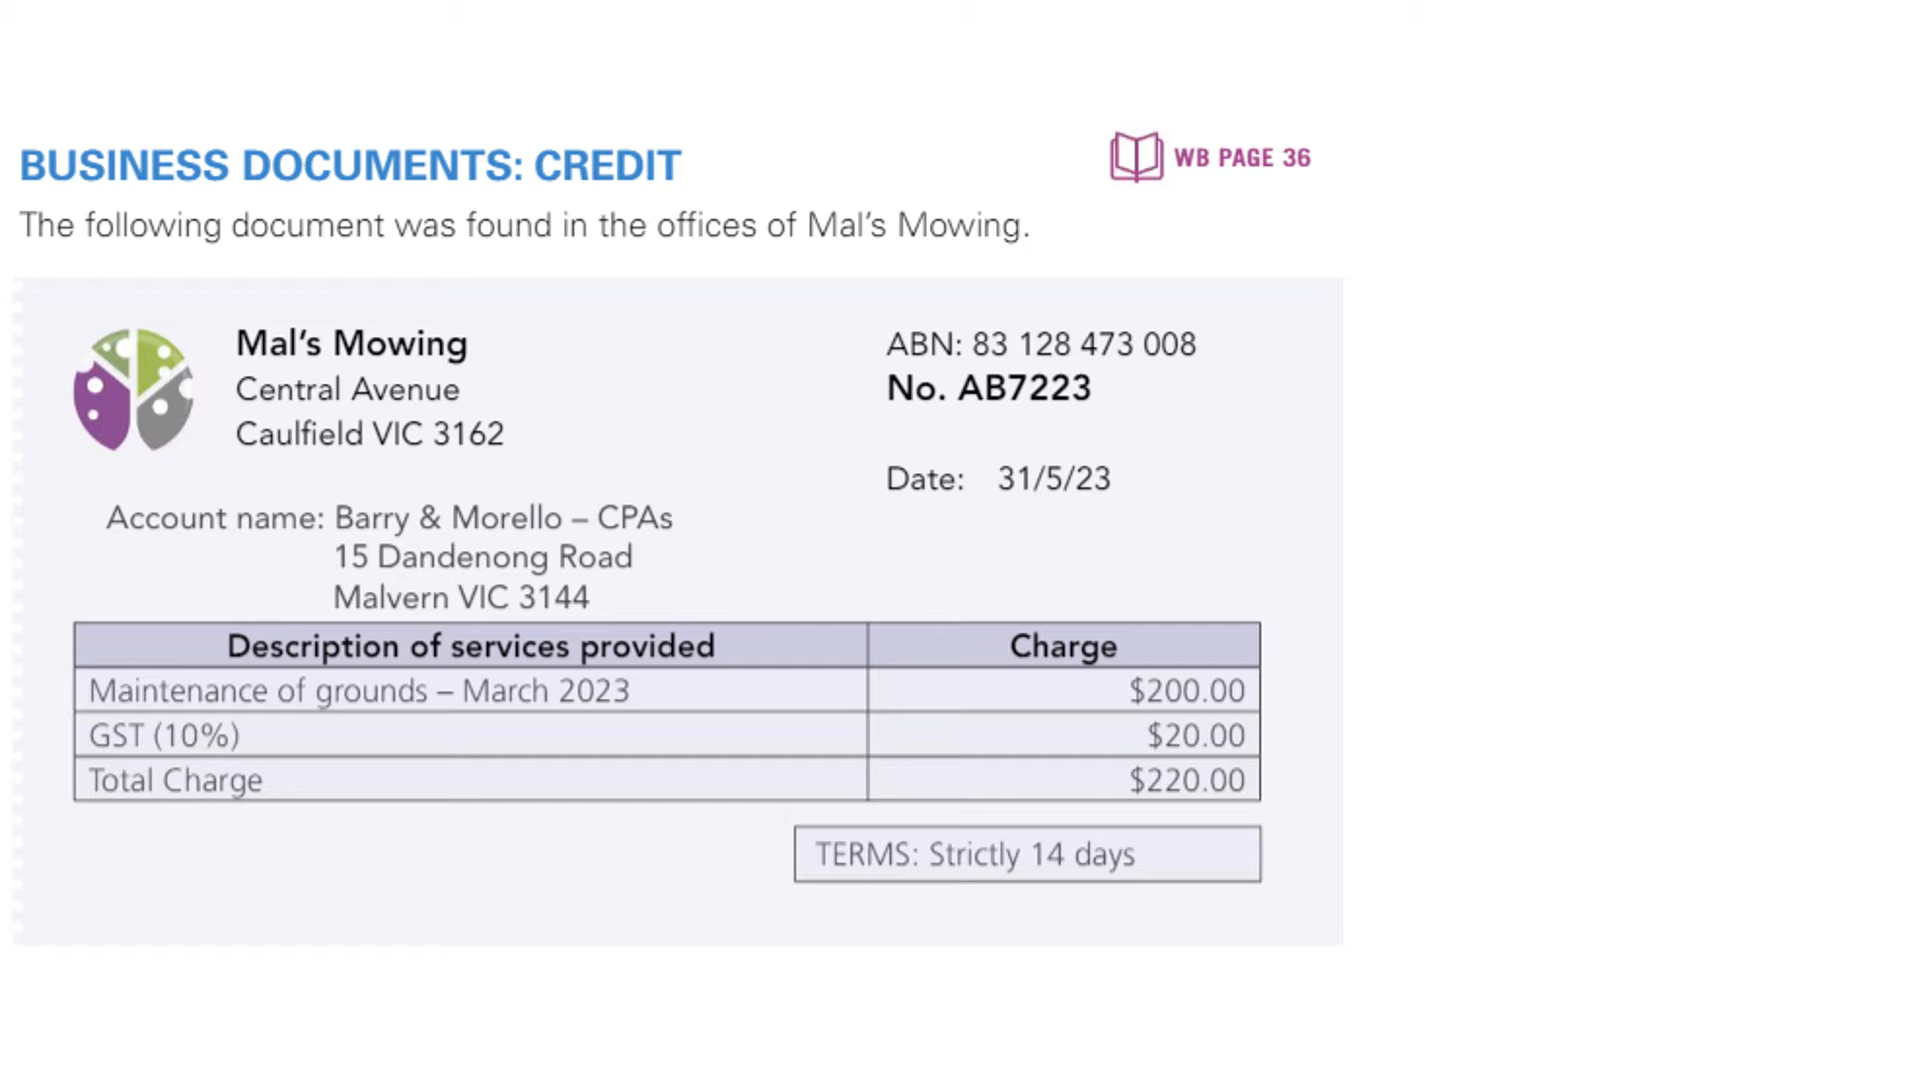 BUSINESS DOCUMENTS: CREDIT
WB PAGE 36
The following document was found in the offices of Mal's Mowing.
Mal's Mowing
Central Avenue
Caulfield VIC 3162
ABN: 83 128 473 008
No. AB7223
Date: 31/5/23
Account name: Barry & Morello – CPAs
15 Dandenong Road
Malvern VIC 3144
Description of services provided Charge
Maintenance of grounds – March 2023 $200.00
GST (10%) $20.00
Total Charge $220.00
TERMS: Strictly 14 days